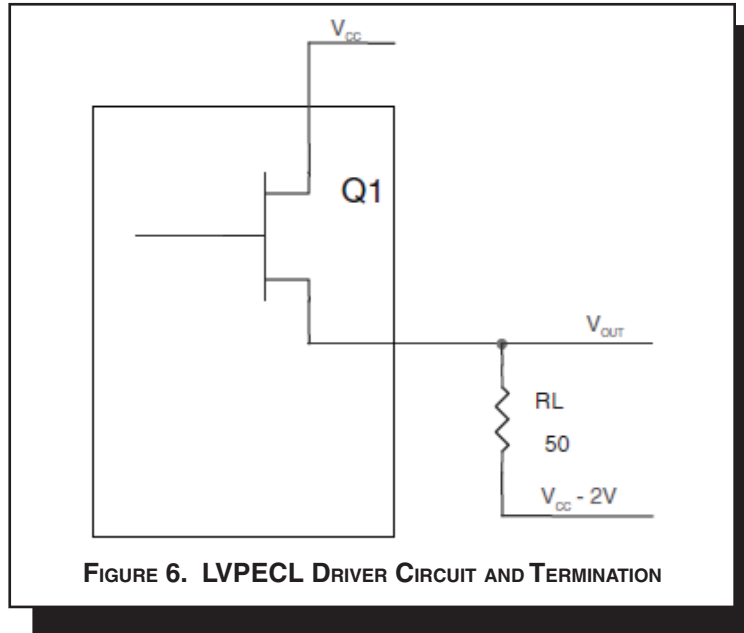 V_CC
Q1
V_OUT
RL
50
V_CC - 2V
FIGURE 6. LVPECL DRIVER CIRCUIT AND TERMINATION